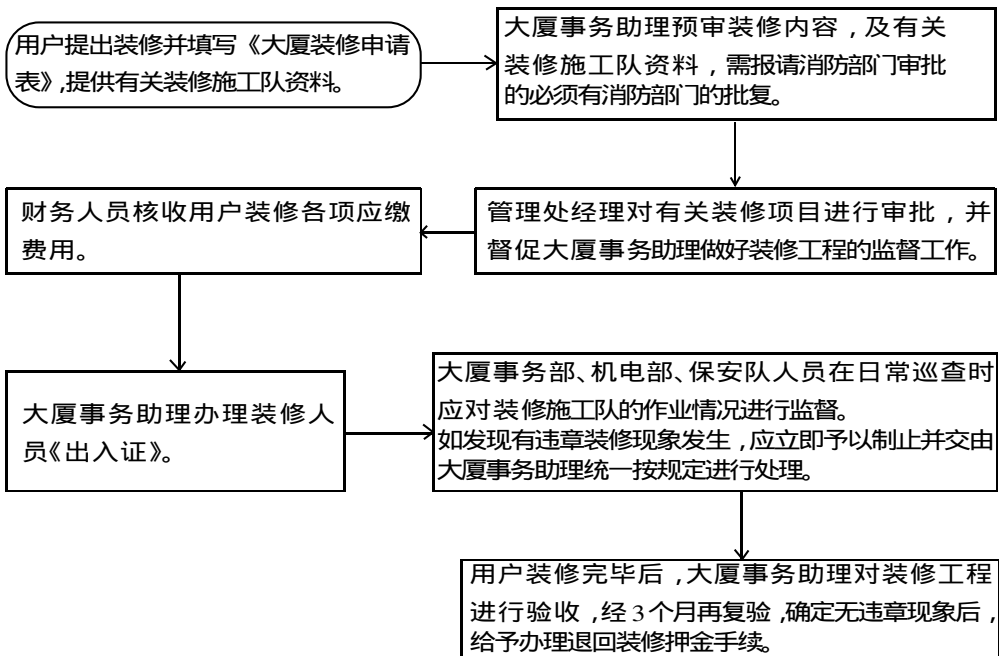 用户提出装修并填写《大厦装修申请
表》,提供有关装修施工队资料。
大厦事务助理预审装修内容，及有关
装修施工队资料，需报请消防部门审批
的必须有消防部门的批复。
管理处经理对有关装修项目进行审批，并
督促大厦事务助理做好装修工程的监督工作。
财务人员核收用户装修各项应缴
费用。
大厦事务助理办理装修人
员《出入证》。
大厦事务部、机电部、保安队人员在日常巡查时
应对装修施工队的作业情况进行监督。
如发现有违章装修现象发生，应立即予以制止并交由
大厦事务助理统一按规定进行处理。
用户装修完毕后，大厦事务助理对装修工程
进行验收，经3个月再复验，确定无违章现象后，
给予办理退回装修押金手续。